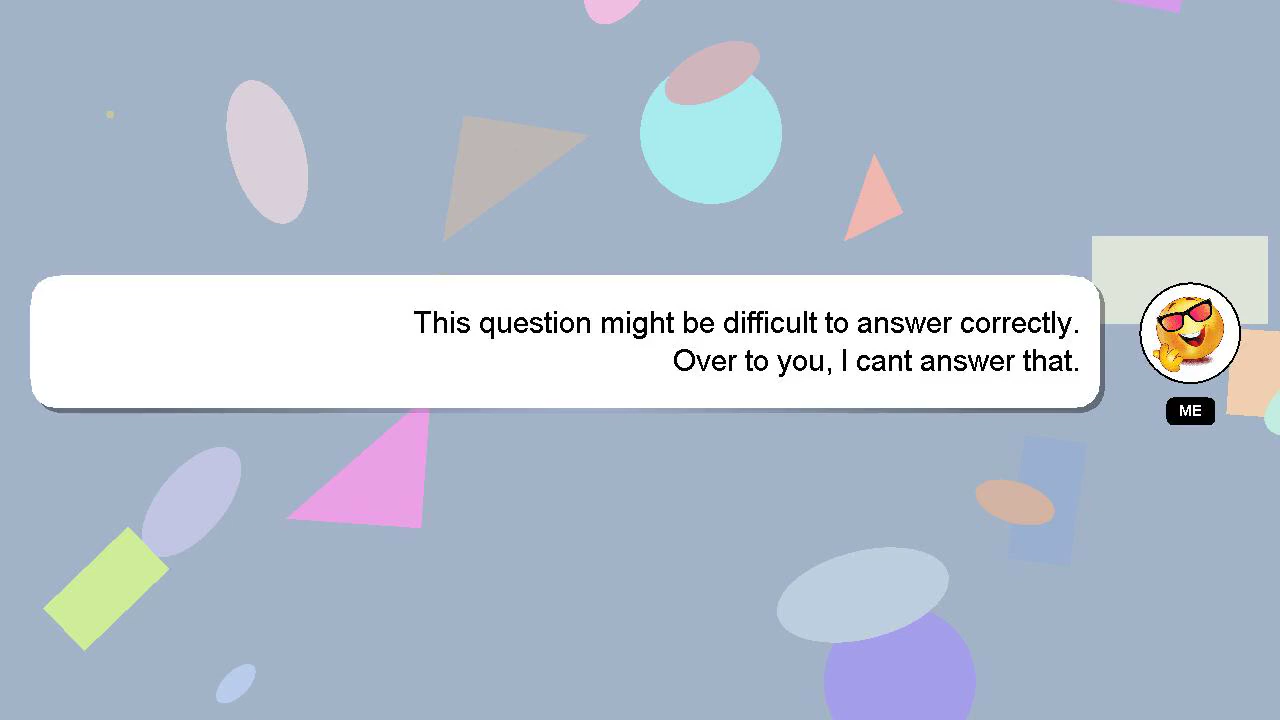 This question might be difficult to answer correctly.
Over to you, I cant answer that.
ME